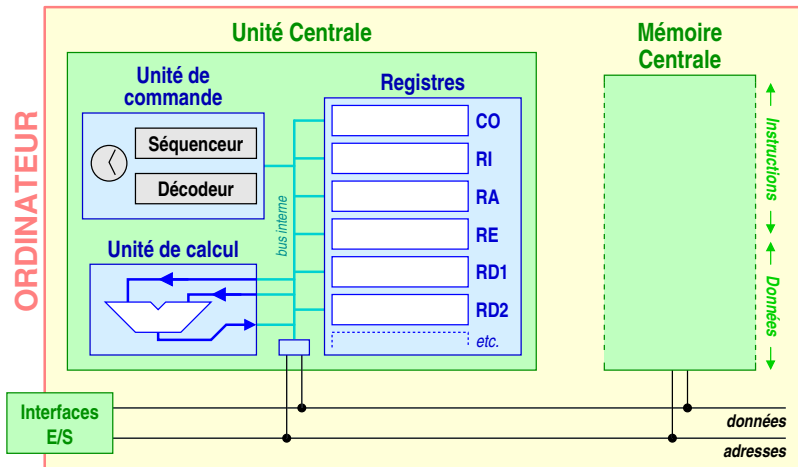 ORDINATEUR
Unité Centrale
Unité de
commande
Séquenceur
Décodeur
Unité de calcul
bus interne
Registres
CO
RI
RA
RE
RD1
RD2
etc.
Mémoire
Centrale
Instructions
Données
Interfaces
E/S
données
adresses